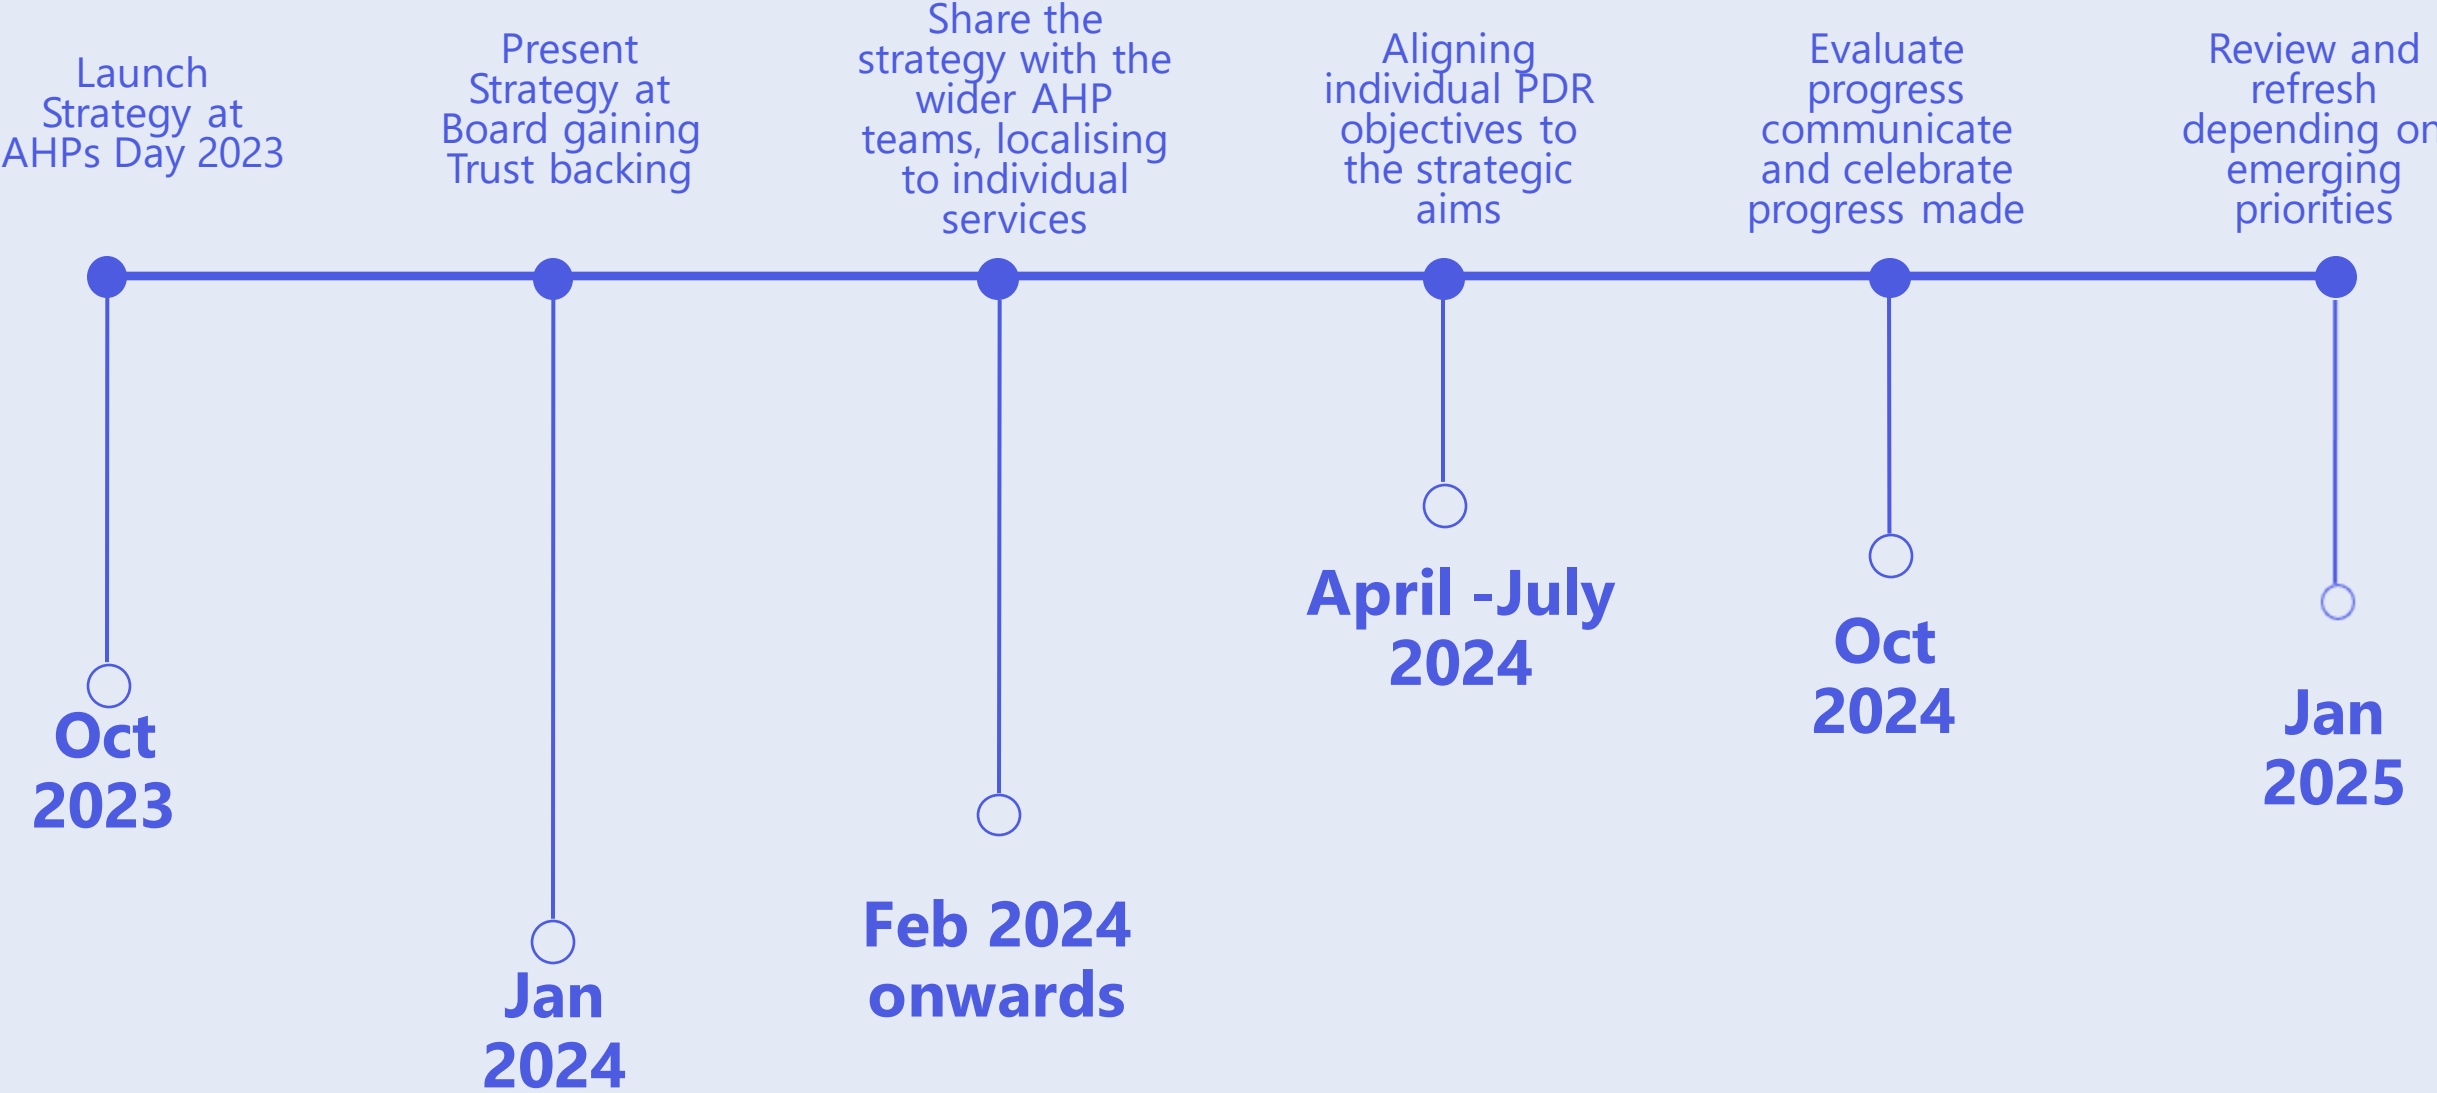 Launch
Strategy at
AHPs Day 2023
Present
Strategy at
Board gaining
Trust backing
Share the
strategy with the
wider AHP
teams, localising
to individual
services
Aligning
individual PDR
objectives to
the strategic
aims
Evaluate
progress
communicate
and celebrate
progress made
Review and
refresh
depending on
emerging
priorities
Oct
2023
Jan
2024
Feb 2024
onwards
April -July
2024
Oct
2024
Jan
2025